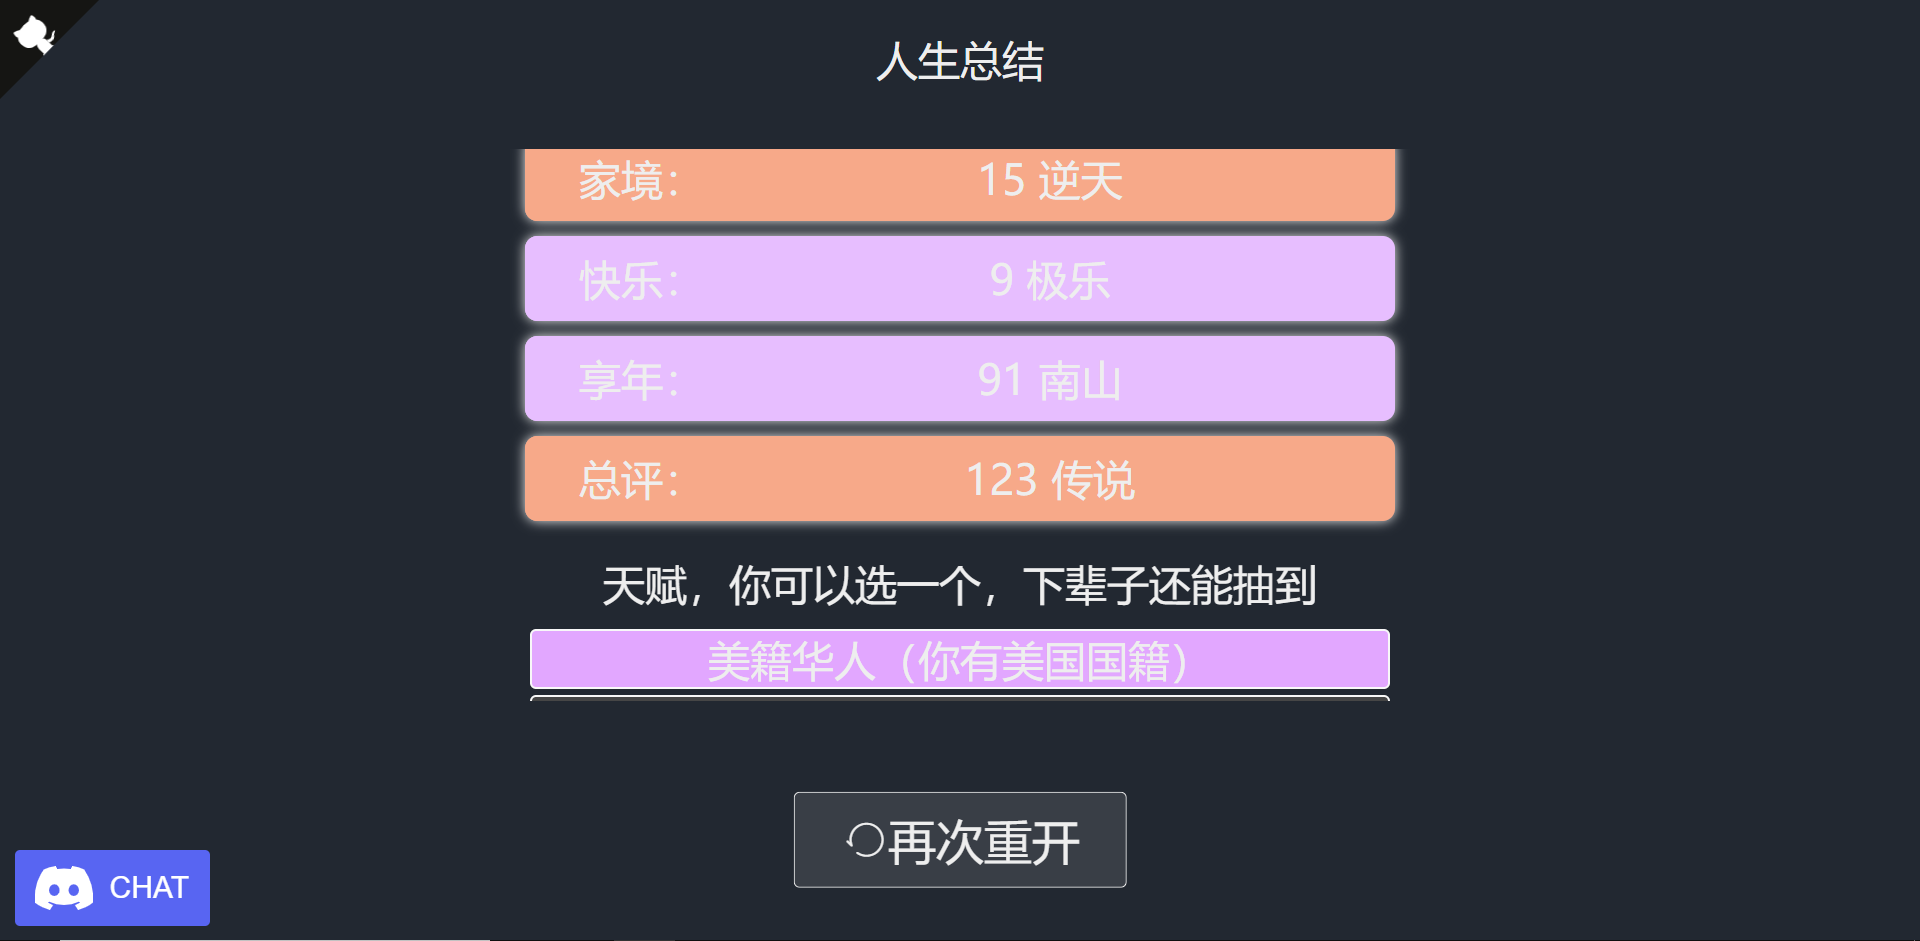 人生总结
家境： 15 逆天
快乐： 9 极乐
享年： 91 南山
总评： 123 传说
天赋，你可以选一个，下辈子还能抽到
美籍华人（你有美国国籍）
再次重开
CHAT